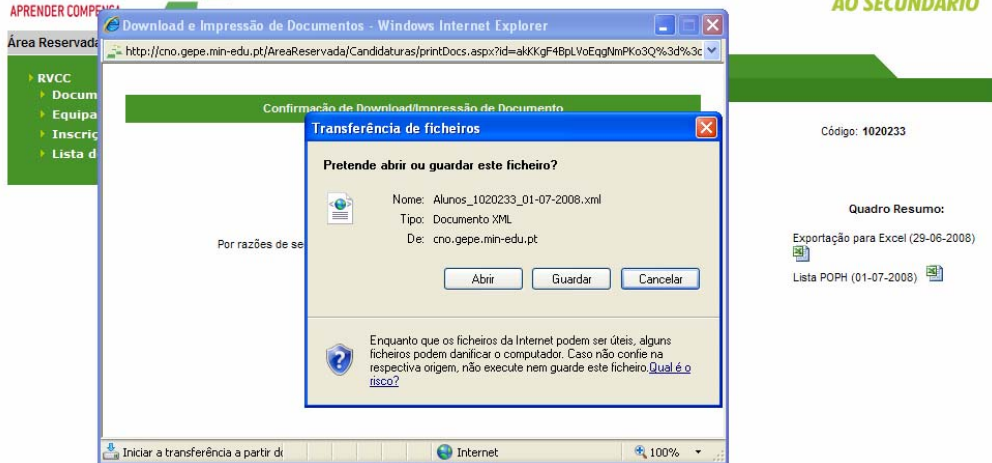 APRENDER COMPENSA
AO SECUNDÁRIO
Download e Impressão de Documentos - Windows Internet Explorer
Área Reservada
http://cno.gepe.min-edu.pt/AreaReservada/Candidaturas/printDocs.aspx?id=akKKgF4BpLVoEqgNmPKo3Q%3d%3c
RVCC
Docum
Equipa
Inscriç
Lista d
Confirmação de Download/Impressão de Documento
Transferência de ficheiros
Código: 1020233
Pretende abrir ou guardar este ficheiro?
Nome: Alunos_1020233_01-07-2008.xml
Tipo: Documento XML
De: cno.gepe.min-edu.pt
Quadro Resumo:
Por razões de se
Exportação para Excel (29-06-2008)
Abrir Guardar Cancelar
Lista POPH (01-07-2008)
Enquanto que os ficheiros da Internet podem ser úteis, alguns
ficheiros podem danificar o computador. Caso não confie na
respectiva origem, não execute nem guarde este ficheiro. Qual é o
risco?
Iniciar a transferência a partir d
Internet
100%